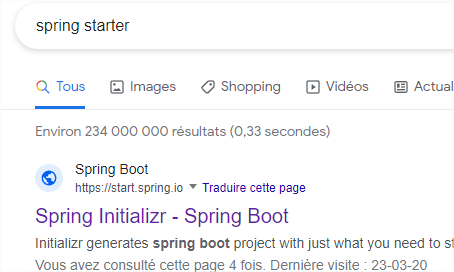 spring starter
Tous Images Shopping Vidéos Actual
Environ 234 000 000 résultats (0,33 secondes)
Spring Boot
https://start.spring.io Traduire cette page
Spring Initializr - Spring Boot
Initializr generates spring boot project with just what you need to st
Vous avez consulté cette page 4 fois. Dernière visite : 23-03-20